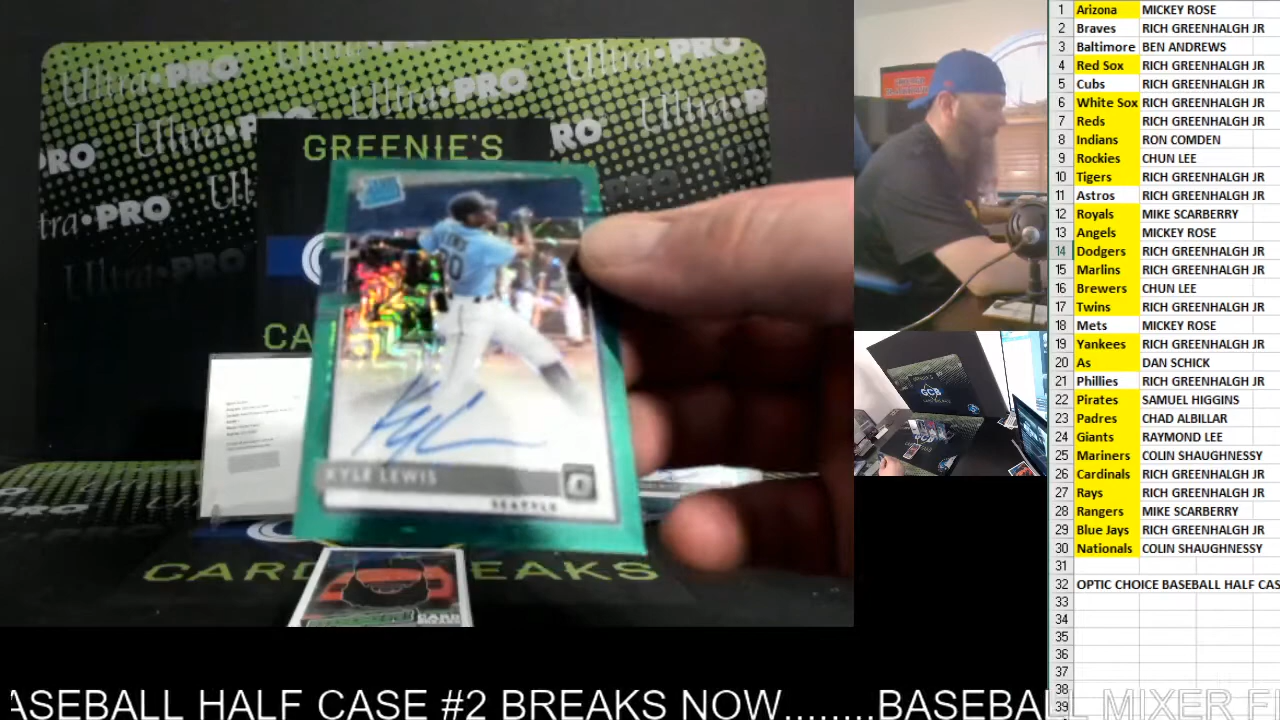 Ultra•PRO
PRO
PRO
tra•PRO
GREENIE'S
CA
KYLE LEWIS
SEATTLE
CARD BREAKS
GCB
1 Arizona MICKEY ROSE
2 Braves RICH GREENHALGH JR
3 Baltimore BEN ANDREWS
4 Red Sox RICH GREENHALGH JR
5 Cubs RICH GREENHALGH JR
6 White Sox RICH GREENHALGH JR
7 Reds RICH GREENHALGH JR
8 Indians RON COMDEN
9 Rockies CHUN LEE
10 Tigers RICH GREENHALGH JR
11 Astros RICH GREENHALGH JR
12 Royals MIKE SCARBERRY
13 Angels MICKEY ROSE
14 Dodgers RICH GREENHALGH JR
15 Marlins RICH GREENHALGH JR
16 Brewers CHUN LEE
17 Twins RICH GREENHALGH JR
18 Mets MICKEY ROSE
19 Yankees RICH GREENHALGH JR
20 As DAN SCHICK
21 Phillies RICH GREENHALGH JR
22 Pirates SAMUEL HIGGINS
23 Padres CHAD ALBILLAR
24 Giants RAYMOND LEE
25 Mariners COLIN SHAUGHNESSY
26 Cardinals RICH GREENHALGH JR
27 Rays RICH GREENHALGH JR
28 Rangers MIKE SCARBERRY
29 Blue Jays RICH GREENHALGH JR
30 Nationals COLIN SHAUGHNESSY
31
32 OPTIC CHOICE BASEBALL HALF CAS
33
34
35
36
37
38
39
ASEBALL HALF CASE #2 BREAKS NOW........BASEBALL MIXER F